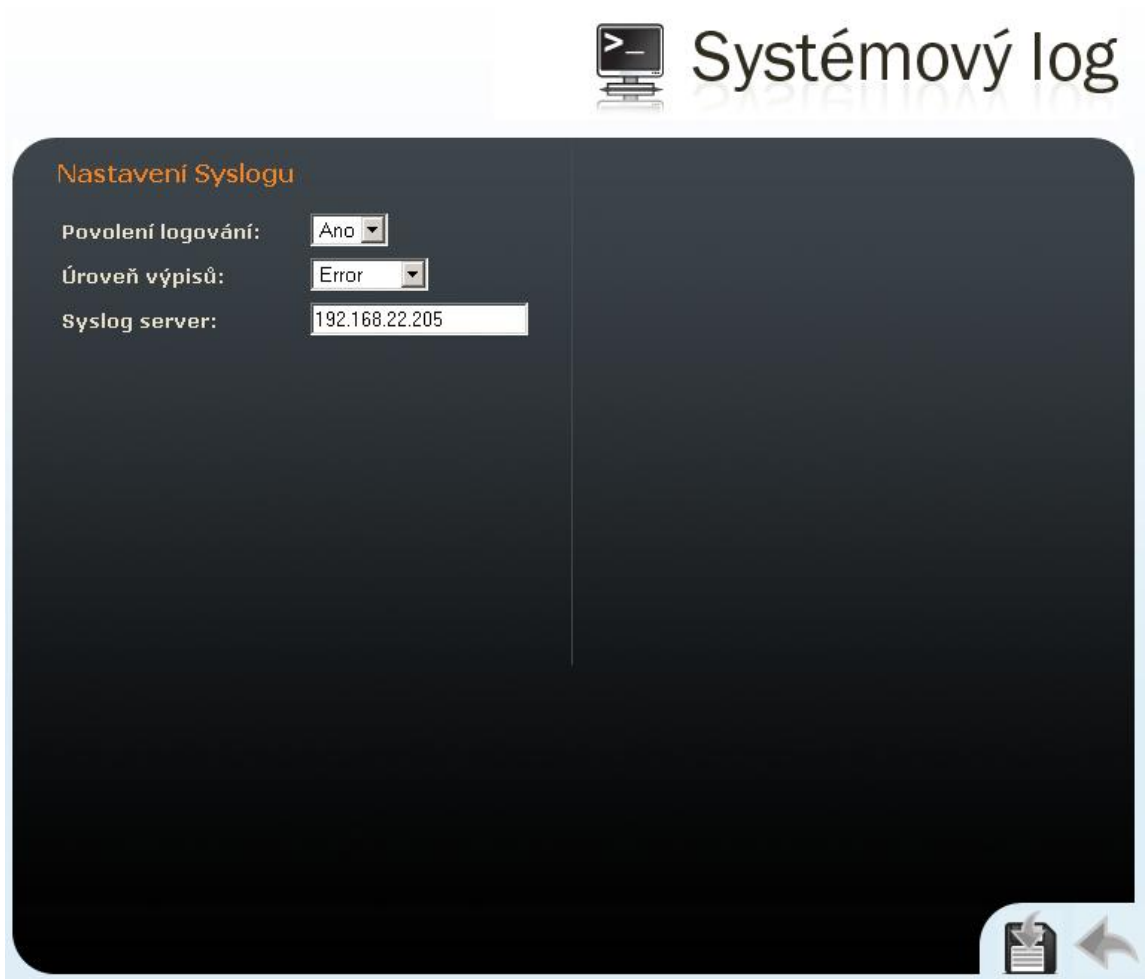 >_ Systémový log
Nastavení Syslogu
Povolení logování: Ano
Úroveň výpisů: Error
Syslog server: 192.168.22.205